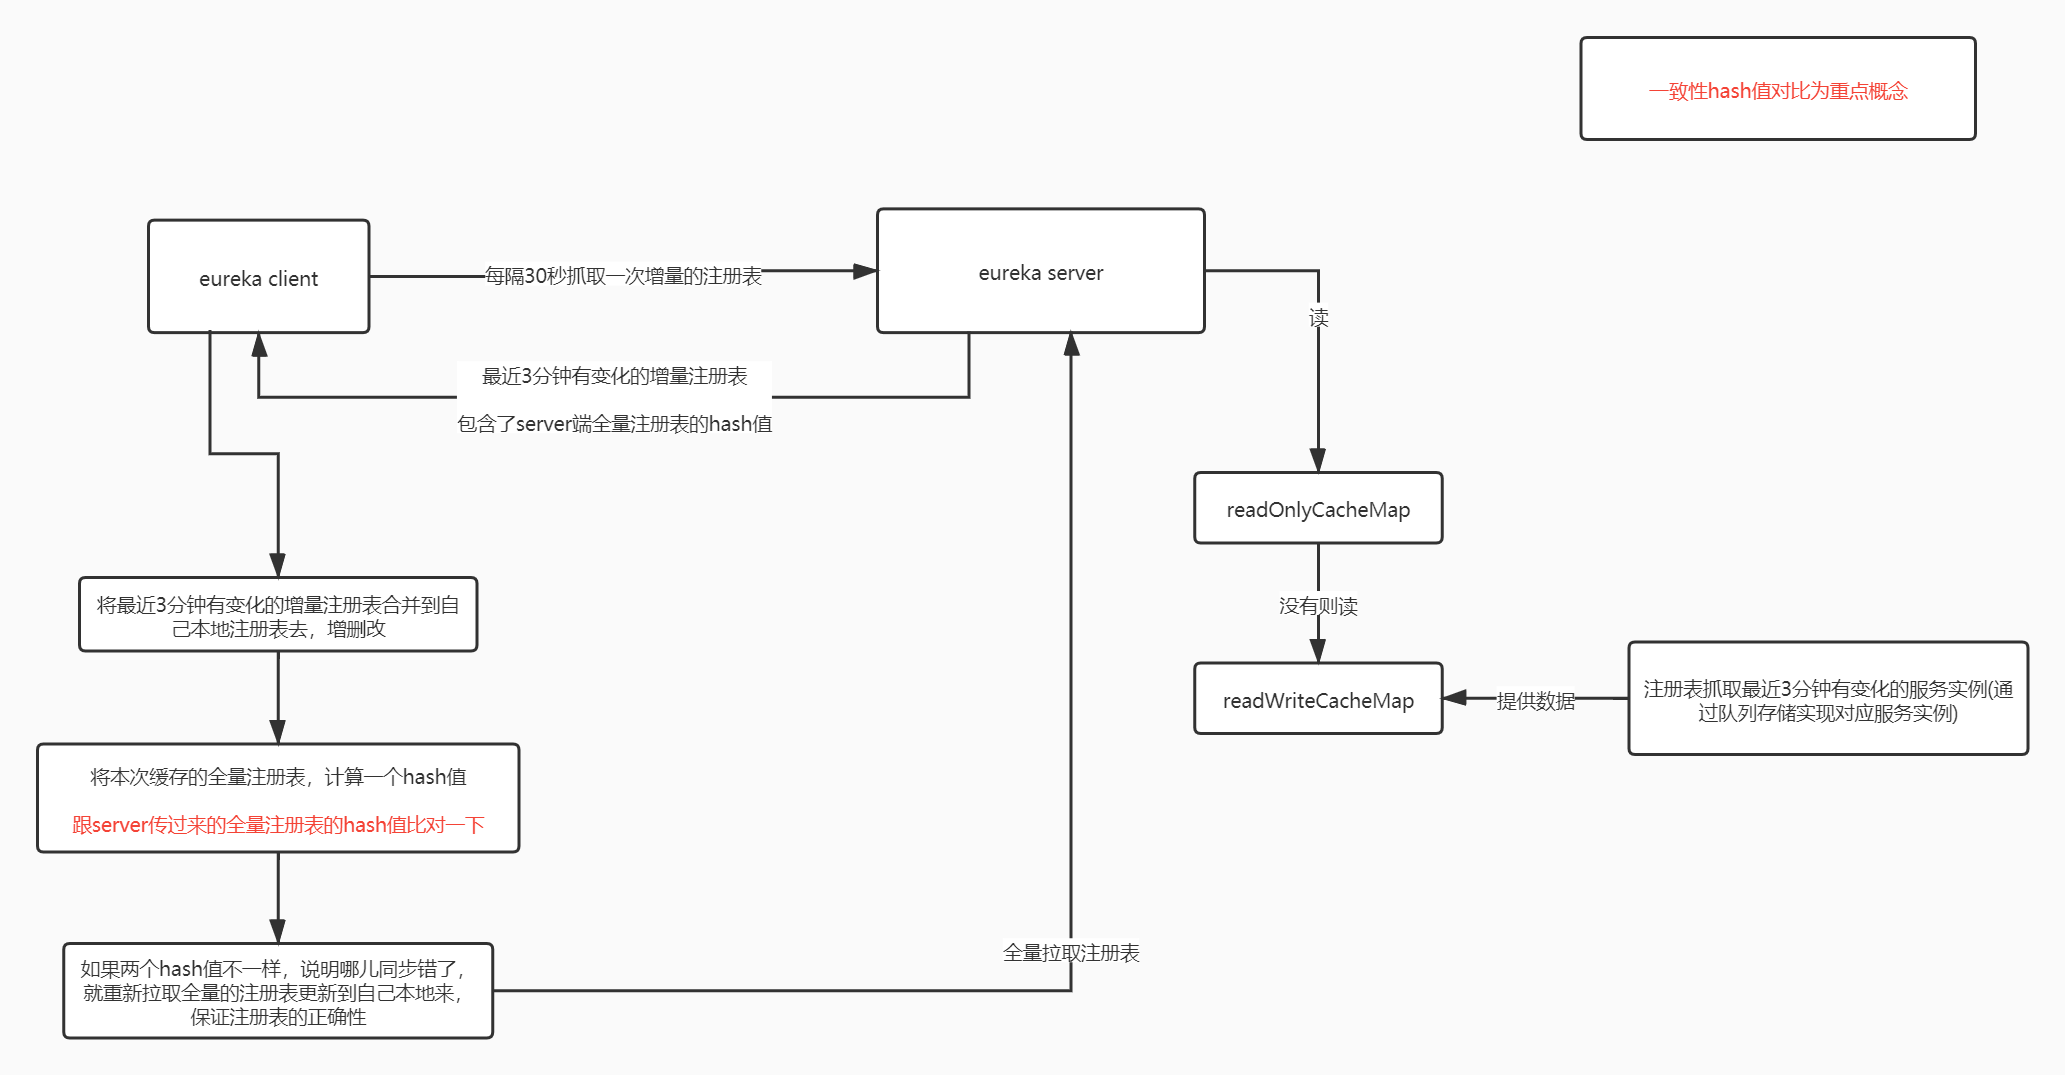 一致性hash值对比为重点概念
eureka client
每隔30秒抓取一次增量的注册表
eureka server
读
最近3分钟有变化的增量注册表
包含了server端全量注册表的hash值
readOnlyCacheMap
没有则读
将最近3分钟有变化的增量注册表合并到自
己本地注册表去，增删改
readWriteCacheMap
提供数据
注册表抓取最近3分钟有变化的服务实例(通
过队列存储实现对应服务实例)
将本次缓存的全量注册表，计算一个hash值
跟server传过来的全量注册表的hash值比对一下
全量拉取注册表
如果两个hash值不一样，说明哪儿同步错了，
就重新拉取全量的注册表更新到自己本地来，
保证注册表的正确性